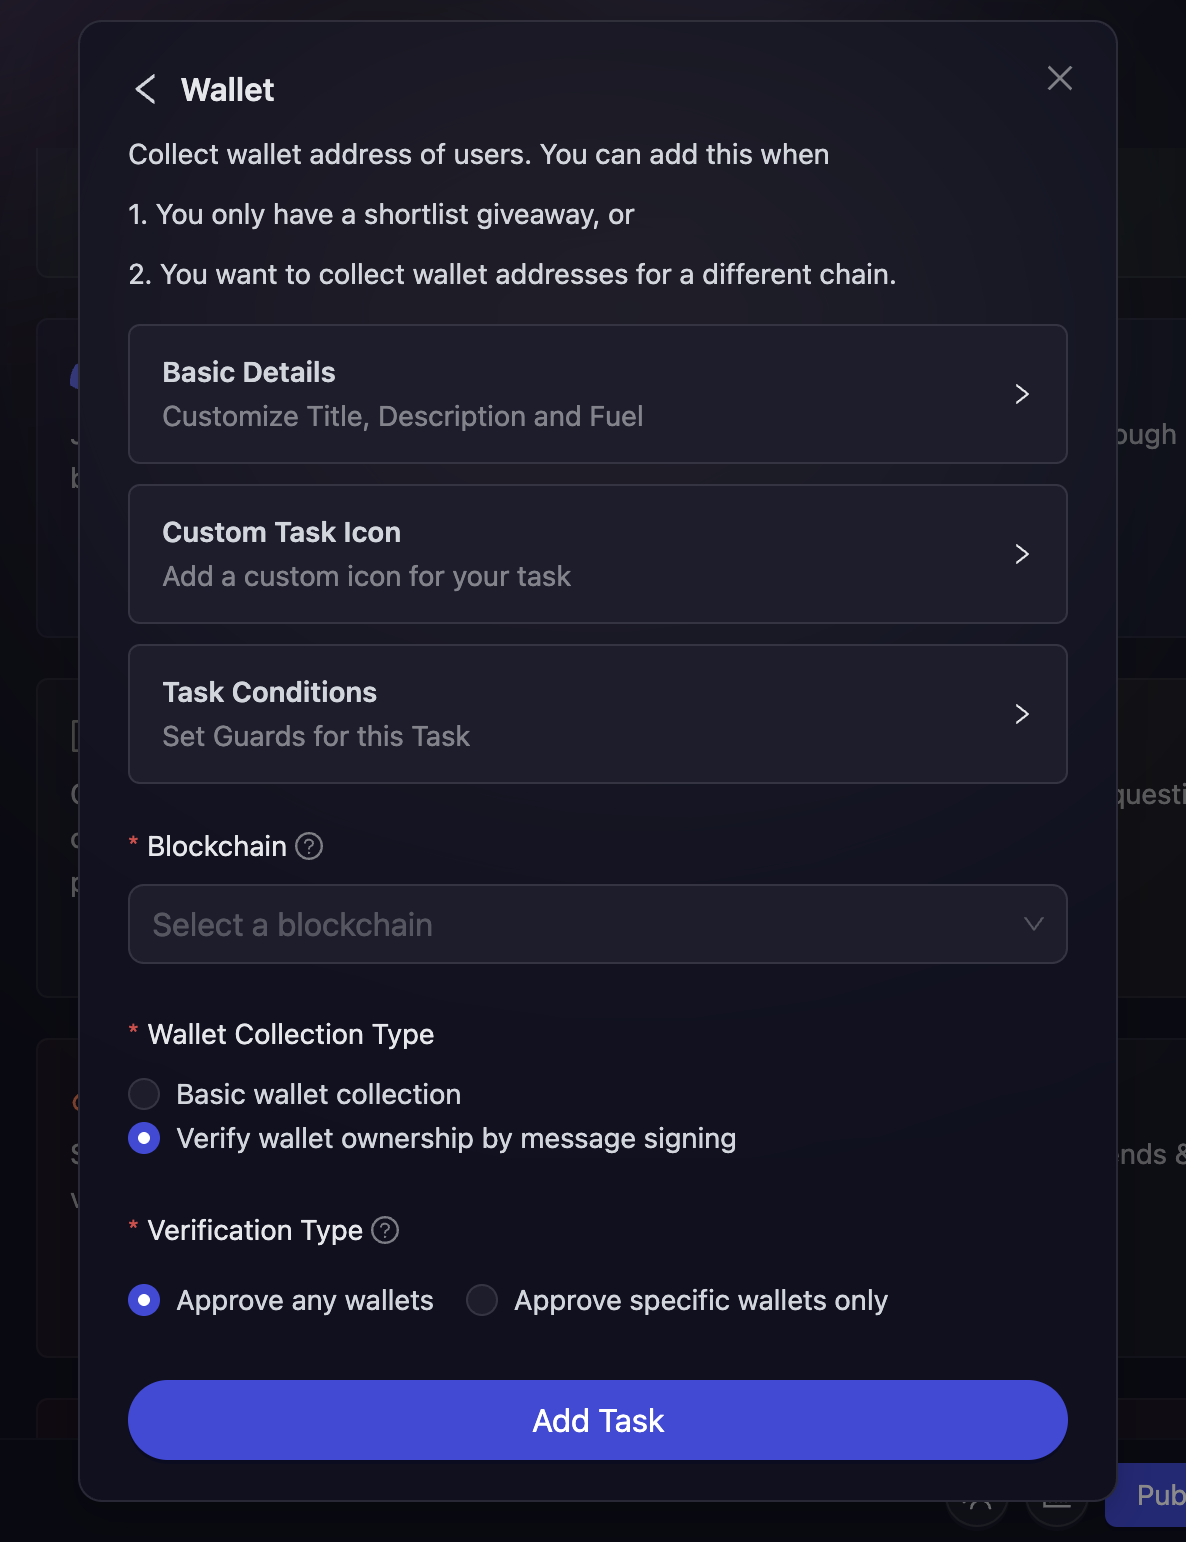 Wallet
Collect wallet address of users. You can add this when
1. You only have a shortlist giveaway, or
2. You want to collect wallet addresses for a different chain.
Basic Details
Customize Title, Description and Fuel
Custom Task Icon
Add a custom icon for your task
Task Conditions
Set Guards for this Task
* Blockchain ?
Select a blockchain
* Wallet Collection Type
Basic wallet collection
Verify wallet ownership by message signing
* Verification Type ?
Approve any wallets
Approve specific wallets only
Add Task